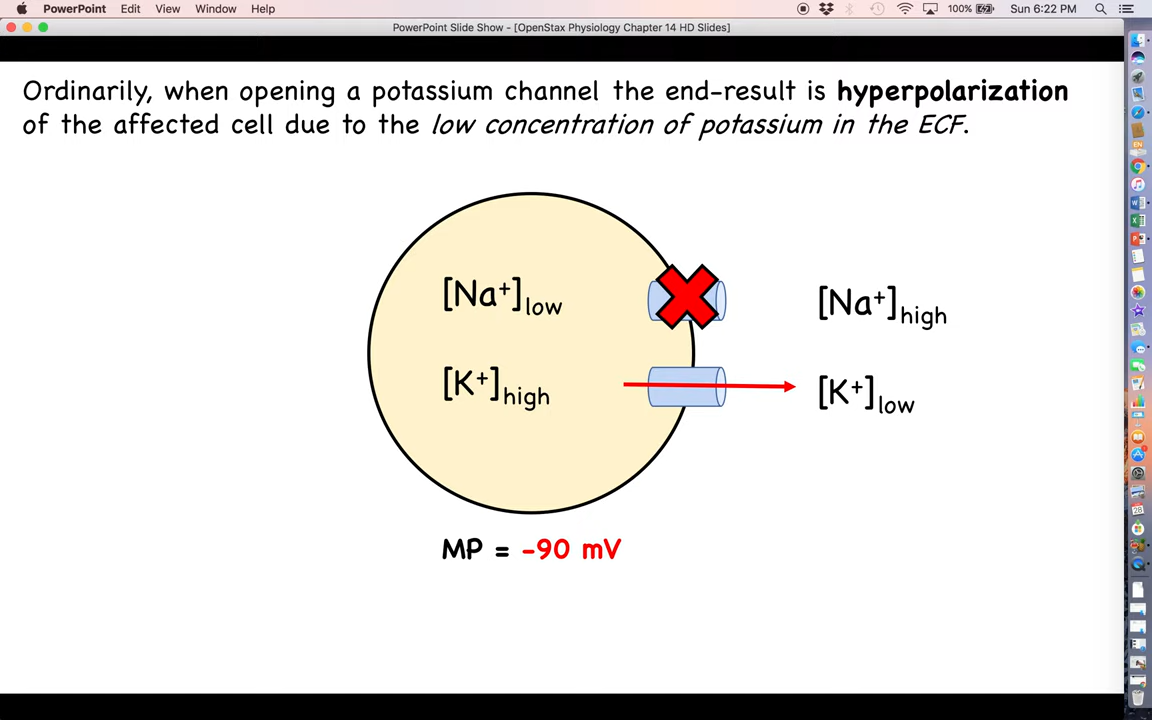 PowerPoint Edit View Window Help 100% Sun 6:22 PM
PowerPoint Slide Show - [OpenStax Physiology Chapter 14 HD Slides]
Ordinarily, when opening a potassium channel the end-result is hyperpolarization
of the affected cell due to the low concentration of potassium in the ECF.
[Na⁺]low [Na⁺]high
[K⁺]high [K⁺]low
MP = -90 mV